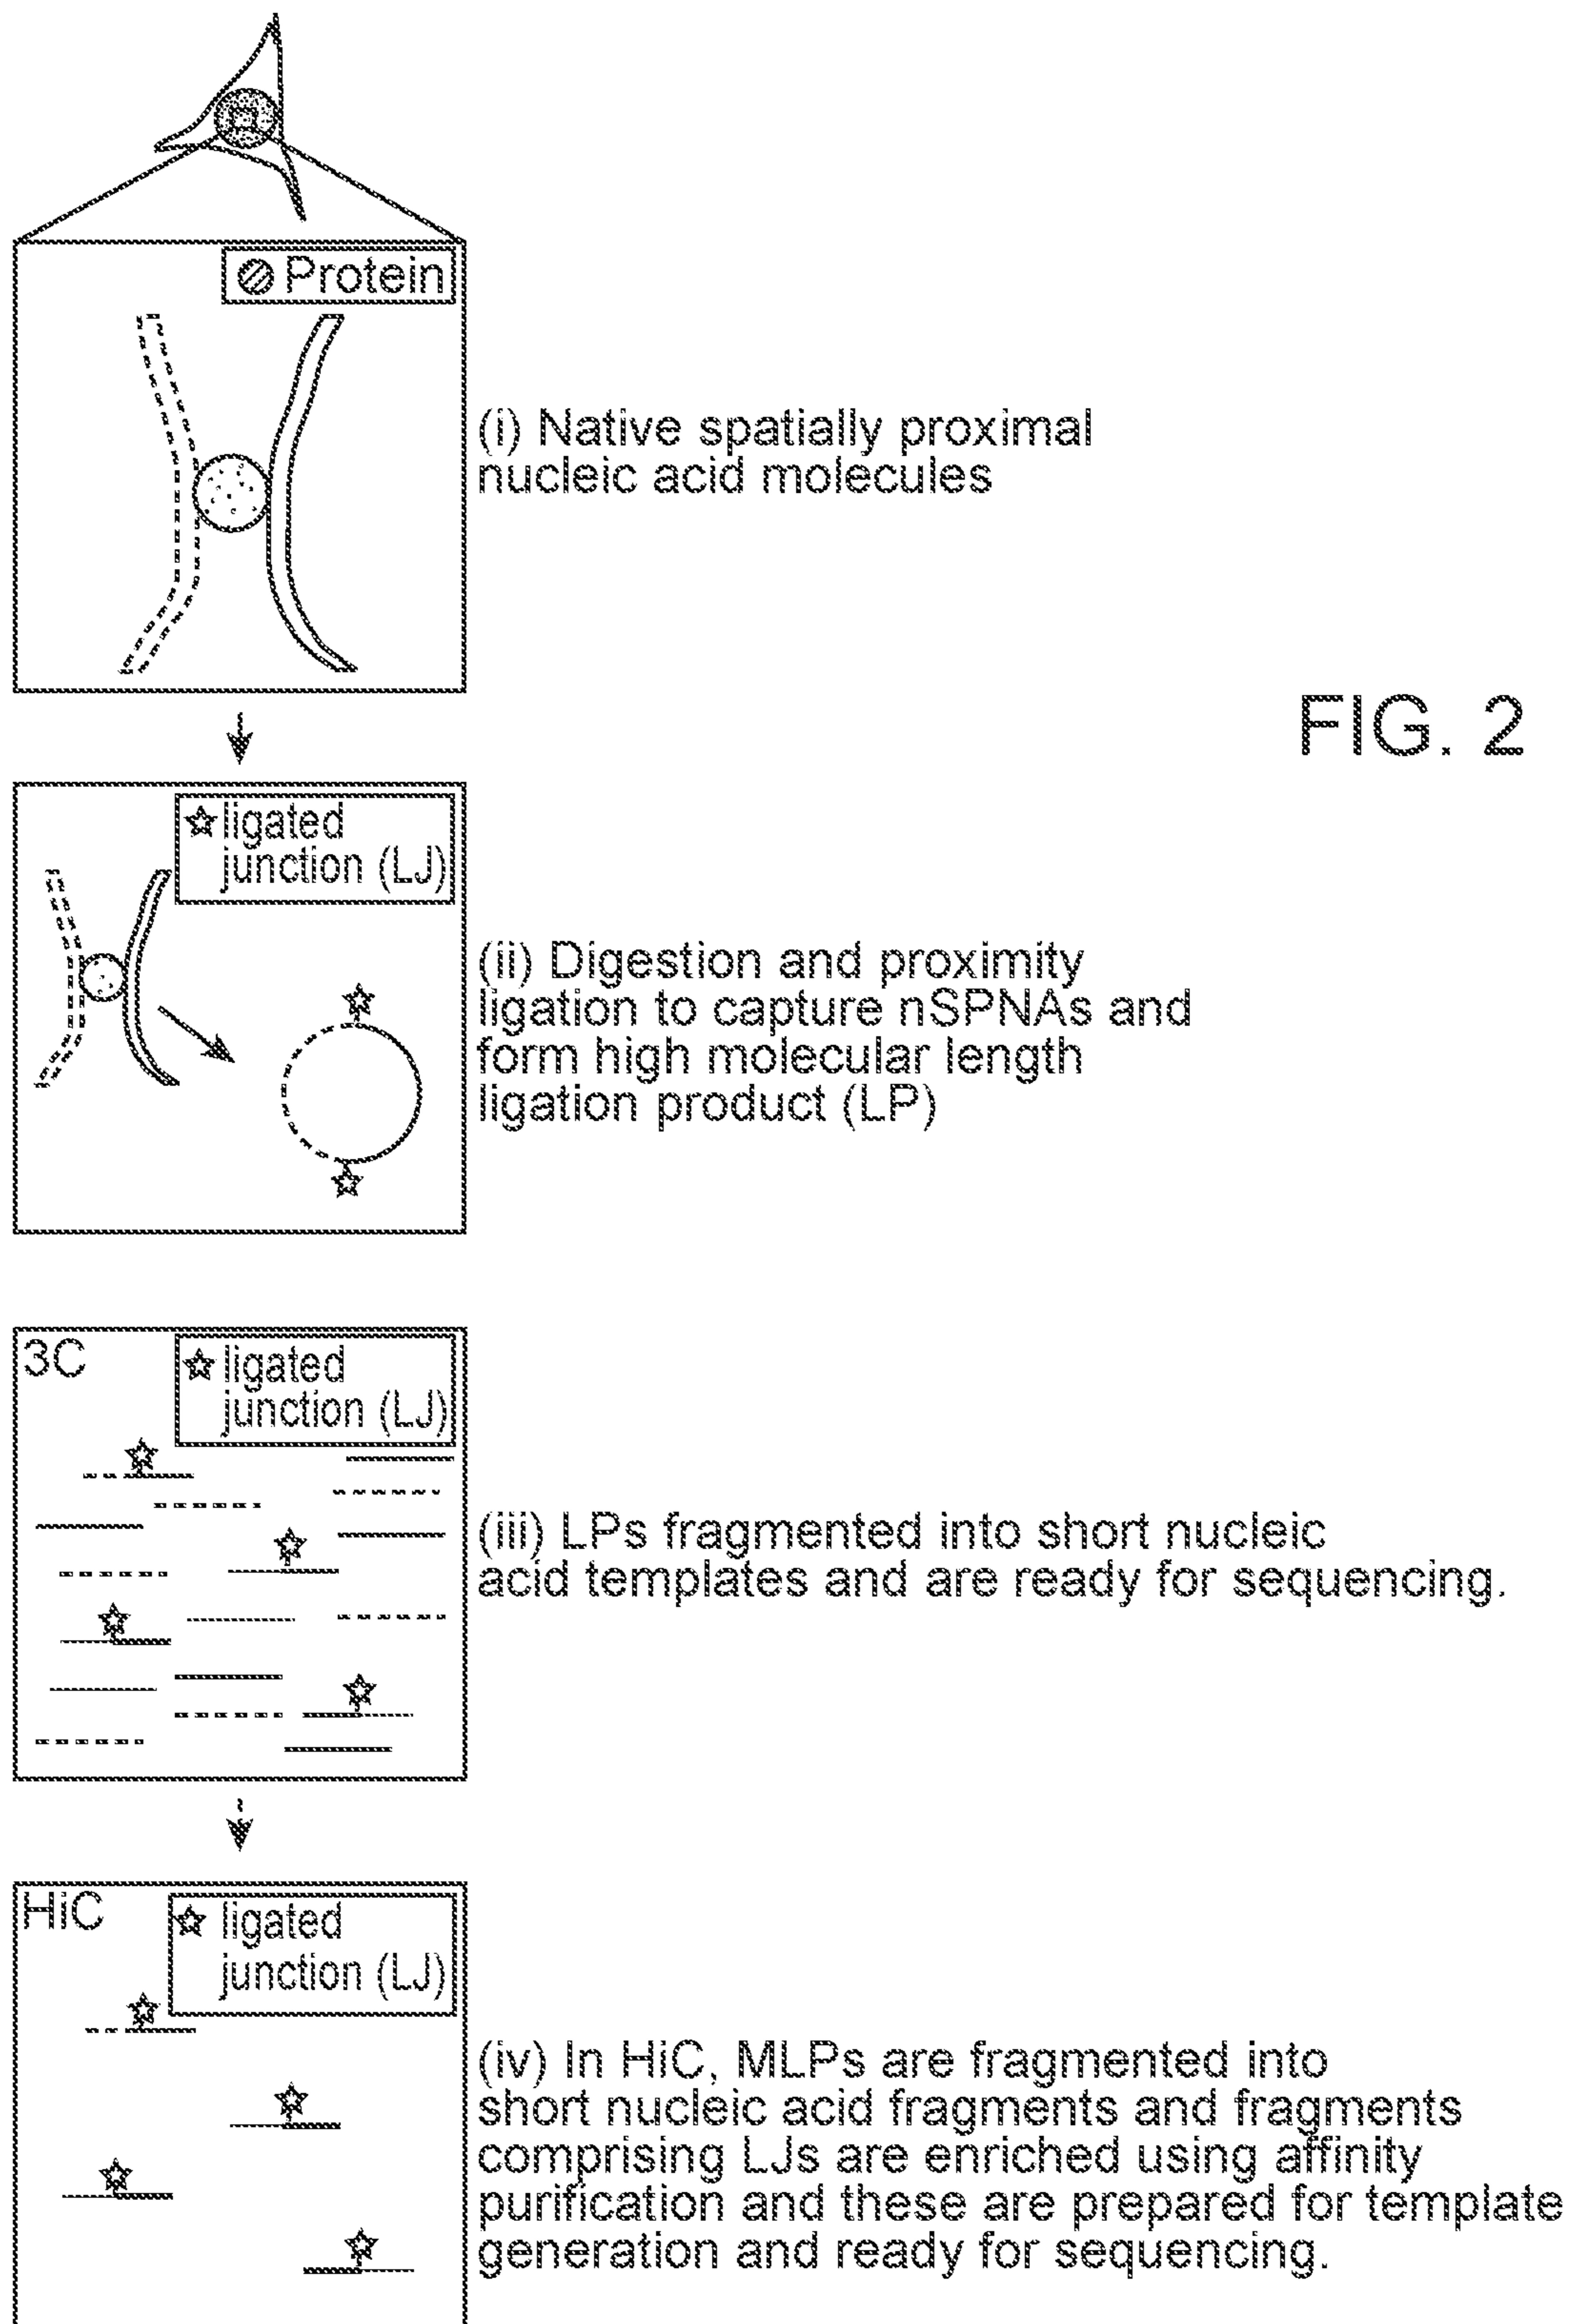 Protein
(i) Native spatially proximal
nucleic acid molecules
FIG. 2
ligated
junction (LJ)
(ii) Digestion and proximity
ligation to capture nSPNAs and
form high molecular length
ligation product (LP)
3C
ligated
junction (LJ)
(iii) LPs fragmented into short nucleic
acid templates and are ready for sequencing.
HiC
ligated
junction (LJ)
(iv) In HiC, MLPs are fragmented into
short nucleic acid fragments and fragments
comprising LJs are enriched using affinity
purification and these are prepared for template
generation and ready for sequencing.